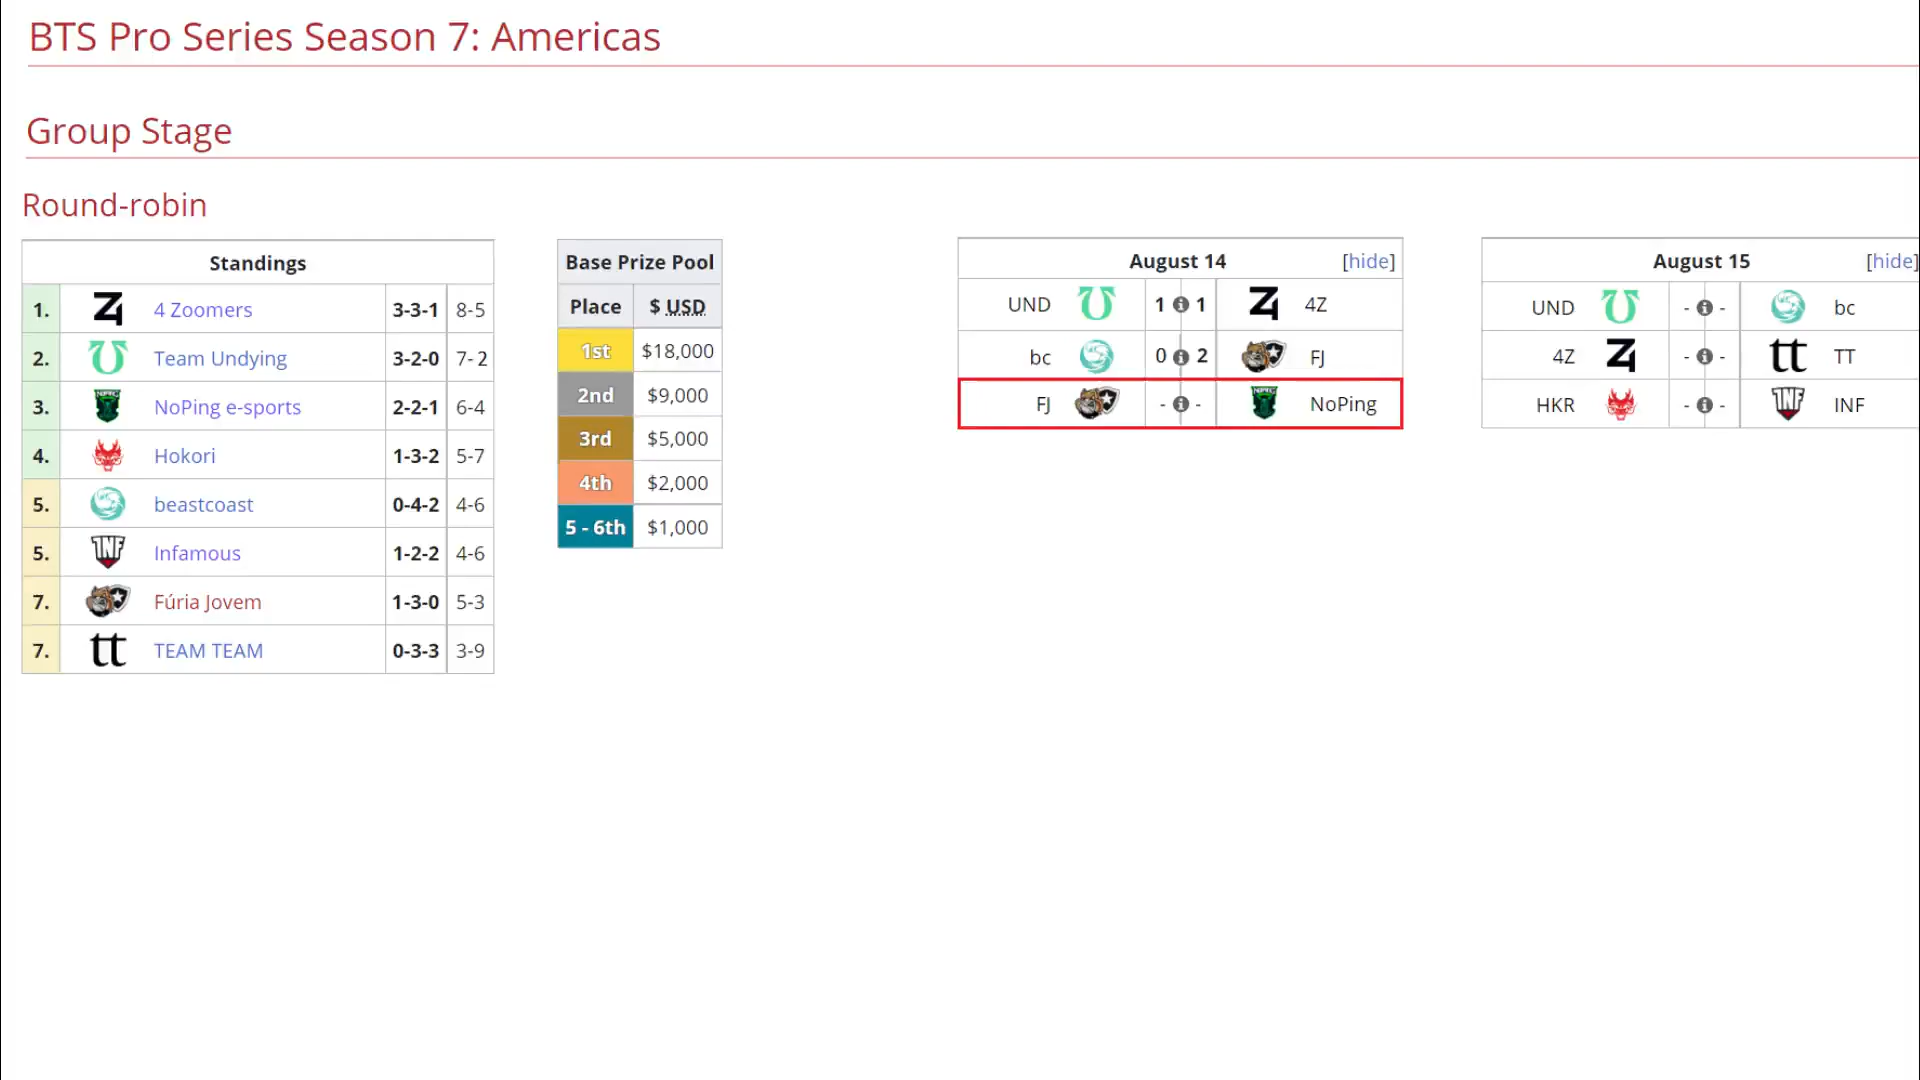 BTS Pro Series Season 7: Americas
Group Stage
Round-robin
Standings
1. 4 Zoomers 3-3-1 8-5
2. Team Undying 3-2-0 7-2
3. NoPing e-sports 2-2-1 6-4
4. Hokori 1-3-2 5-7
5. beastcoast 0-4-2 4-6
5. Infamous 1-2-2 4-6
7. Fúria Jovem 1-3-0 5-3
7. tt TEAM TEAM 0-3-3 3-9
Base Prize Pool
Place $ USD
1st $18,000
2nd $9,000
3rd $5,000
4th $2,000
5 - 6th $1,000
August 14 [hide]
UND 1 1 4Z
bc 0 2 FJ
FJ - - NoPing
August 15 [hide]
UND - - bc
4Z - - tt TT
HKR - - INF INF